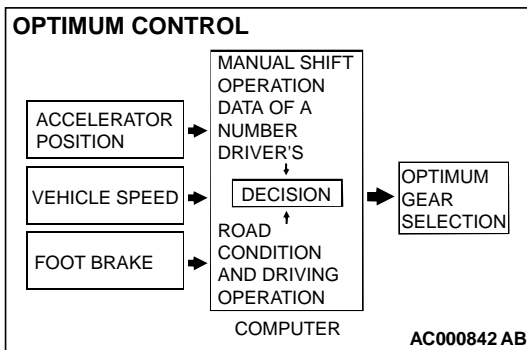 OPTIMUM CONTROL
ACCELERATOR
POSITION
VEHICLE SPEED
FOOT BRAKE
MANUAL SHIFT
OPERATION
DATA OF A
NUMBER
DRIVER'S
DECISION
ROAD
CONDITION
AND DRIVING
OPERATION
COMPUTER
OPTIMUM
GEAR
SELECTION
AC000842 AB